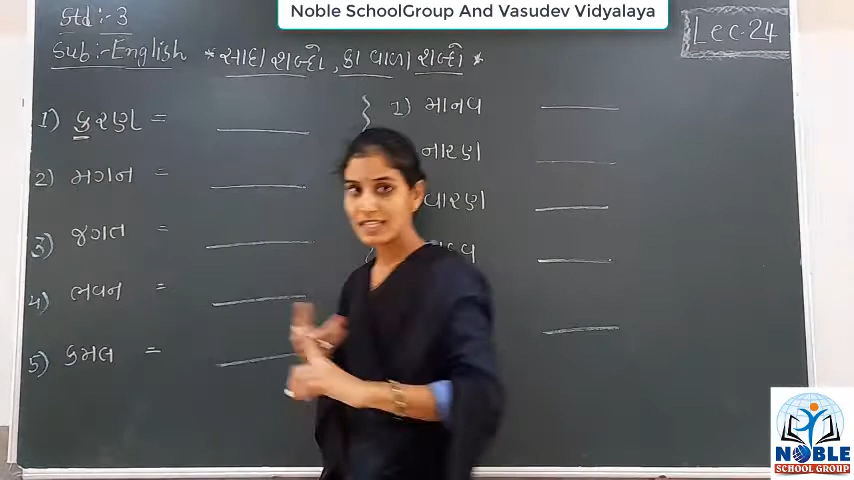 Noble SchoolGroup And Vasudev Vidyalaya
Std :- 3
Sub :- English
* સાદા શબ્દો, કા વાળા શબ્દો *
Lec-24
1) કરણ =
2) મગન =
3) જગત =
4) ભવન =
5) કમલ =
1) માનવ
નારણ
વારણ
NOBLE
SCHOOL GROUP